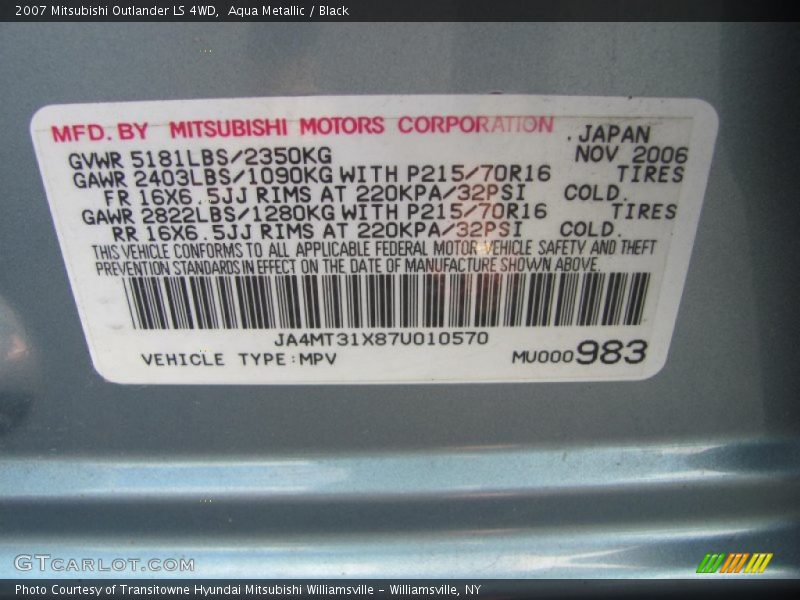 2007 Mitsubishi Outlander LS 4WD,  Aqua Metallic / Black
MFD. BY MITSUBISHI MOTORS CORPORATION . JAPAN
GVWR 5181LBS/2350KG NOV 2006
GAWR 2403LBS/1090KG WITH P215/70R16 TIRES
FR 16X6.5JJ RIMS AT 220KPA/32PSI COLD.
GAWR 2822LBS/1280KG WITH P215/70R16 TIRES
RR 16X6.5JJ RIMS AT 220KPA/32PSI COLD.
THIS VEHICLE CONFORMS TO ALL APPLICABLE FEDERAL MOTOR VEHICLE SAFETY AND THEFT
PREVENTION STANDARDS IN EFFECT ON THE DATE OF MANUFACTURE SHOWN ABOVE.
JA4MT31X87U010570
VEHICLE TYPE:MPV MU000983
GTCARLOT.COM
Photo Courtesy of Transitowne Hyundai Mitsubishi Williamsville - Williamsville, NY